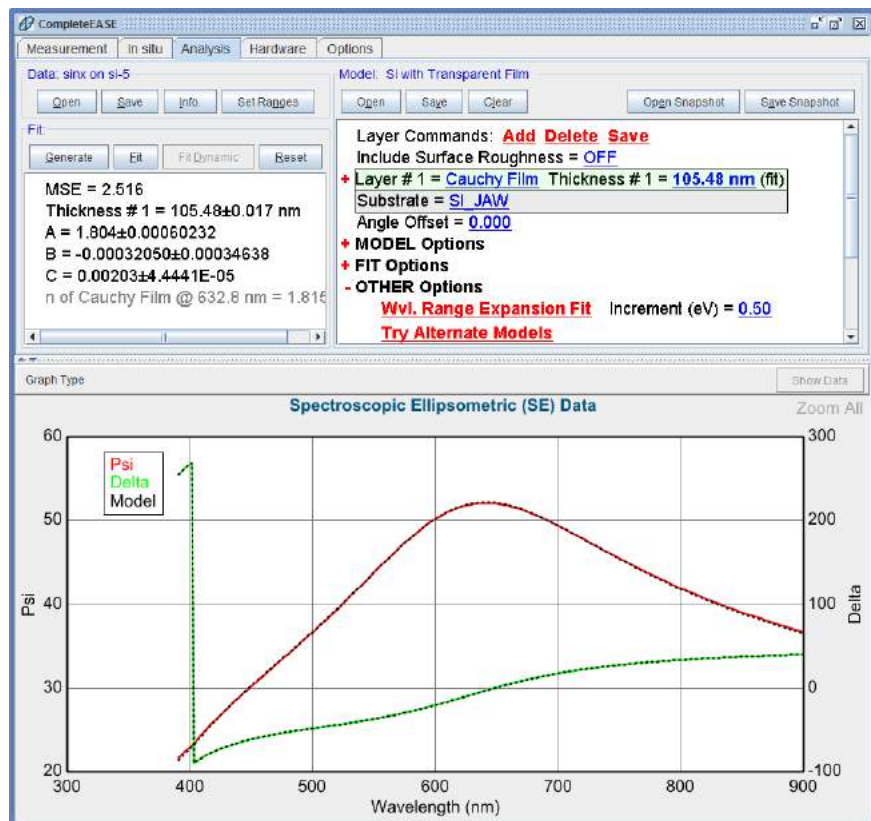 CompleteEASE
Measurement In situ Analysis Hardware Options
Data: sinx on si-5
Open Save Info. Set Ranges
Fit:
Generate Fit Fit Dynamic Reset
MSE = 2.516
Thickness # 1 = 105.48±0.017 nm
A = 1.804±0.00060232
B = -0.00032050±0.00034638
C = 0.00203±4.4441E-05
n of Cauchy Film @ 632.8 nm = 1.815
Model: Si with Transparent Film
Open Save Clear Open Snapshot Save Snapshot
Layer Commands: Add Delete Save
Include Surface Roughness = OFF
+ Layer # 1 = Cauchy Film Thickness # 1 = 105.48 nm (fit)
Substrate = SI_JAW
Angle Offset = 0.000
+ MODEL Options
+ FIT Options
- OTHER Options
Wvl. Range Expansion Fit Increment (eV) = 0.50
Try Alternate Models
Graph Type Show Data
Spectroscopic Ellipsometric (SE) Data Zoom All
Psi
Delta
Model
60
50
40
30
20
Psi
300
200
100
0
-100
Delta
300 400 500 600 700 800 900
Wavelength (nm)